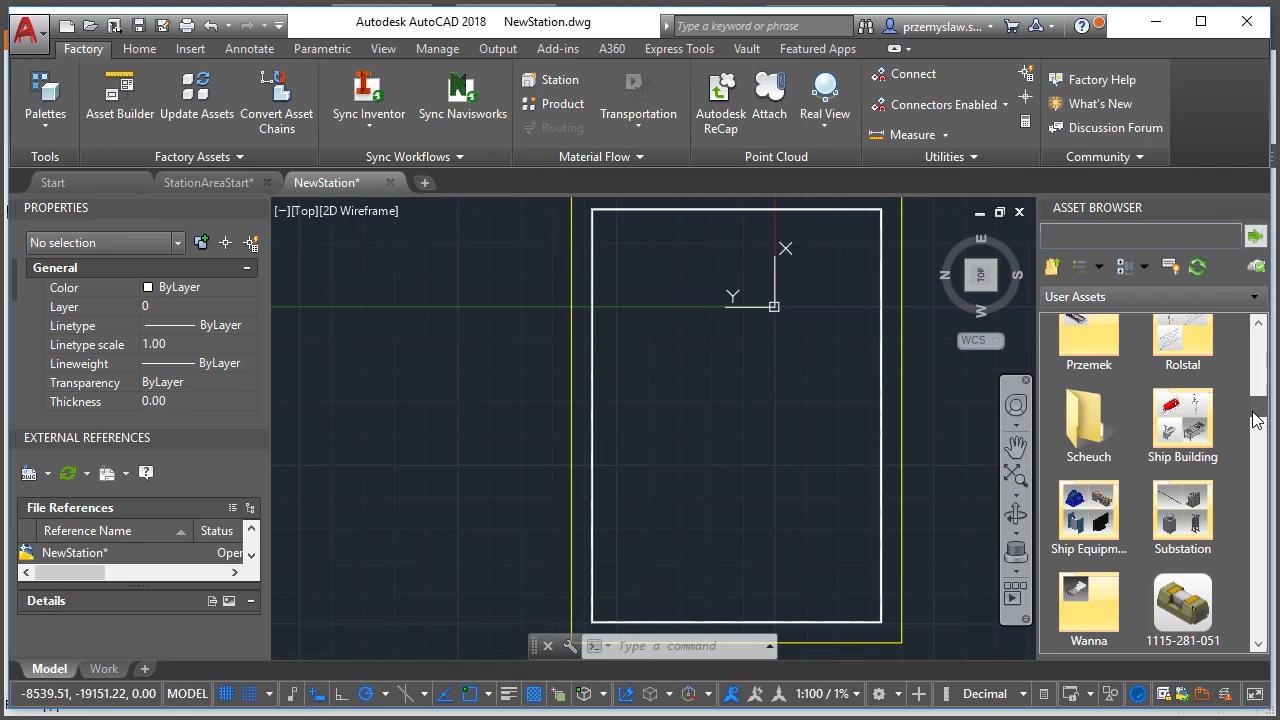 Autodesk AutoCAD 2018 NewStation.dwg
Type a keyword or phrase
przemyslaw.s...
Factory Home Insert Annotate Parametric View Manage Output Add-ins A360 Express Tools Vault Featured Apps
Palettes Asset Builder Update Assets Convert Asset Chains Sync Inventor Sync Navisworks
Station
Product
Routing
Transportation
Autodesk ReCap Attach Real View
Connect
Connectors Enabled
Measure
Factory Help
What's New
Discussion Forum
Tools Factory Assets Sync Workflows Material Flow Point Cloud Utilities Community
Start StationAreaStart* NewStation*
PROPERTIES
No selection
General
Color ByLayer
Layer 0
Linetype ByLayer
Linetype scale 1.00
Lineweight ByLayer
Transparency ByLayer
Thickness 0.00
EXTERNAL REFERENCES
File References
Reference Name Status
NewStation* Oper
Details
[−][Top][2D Wireframe]
X
Y
E
N TOP S
W
WCS
Type a command
ASSET BROWSER
User Assets
Przemek Rolstal
Scheuch Ship Building
Ship Equipm... Substation
Wanna 1115-281-051
Model Work
-8539.51, -19151.22, 0.00 MODEL 1:100 / 1% Decimal